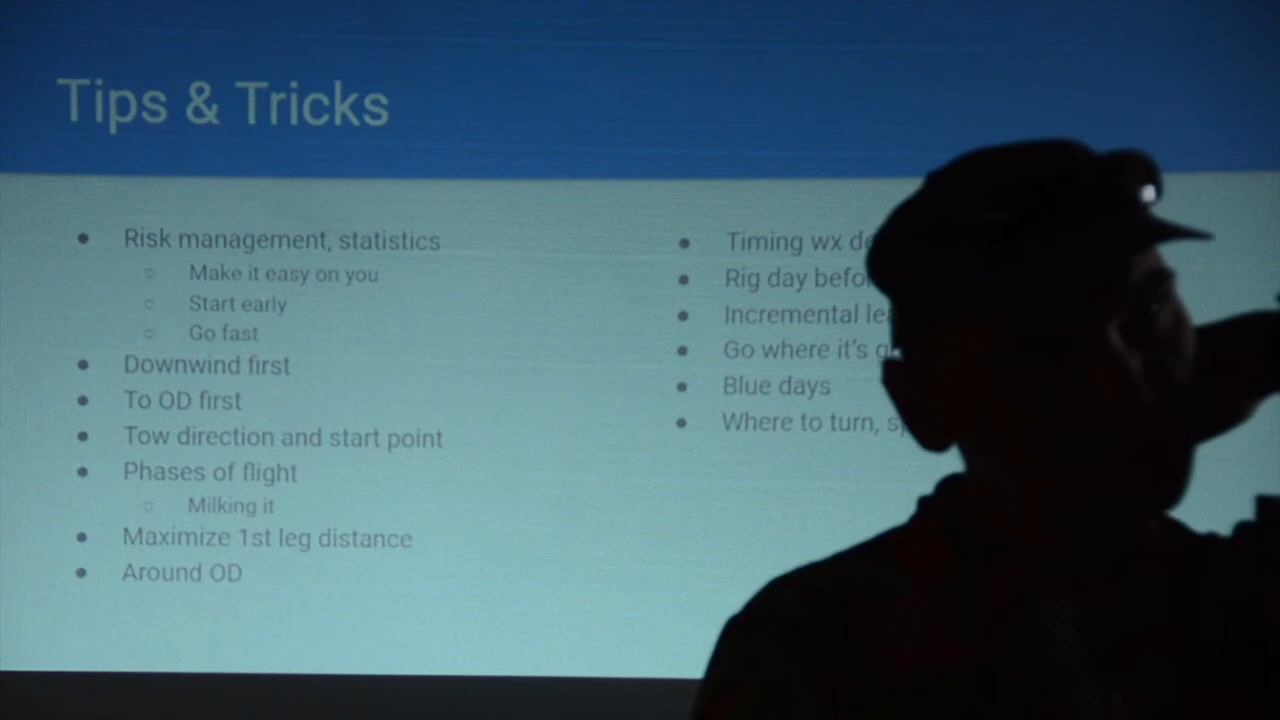 Tips & Tricks
Risk management, statistics
Make it easy on you
Start early
Go fast
Downwind first
To OD first
Tow direction and start point
Phases of flight
Milking it
Maximize 1st leg distance
Around OD
Timing wx
Rig day
Incremental
Go where it's
Blue days
Where to turn,